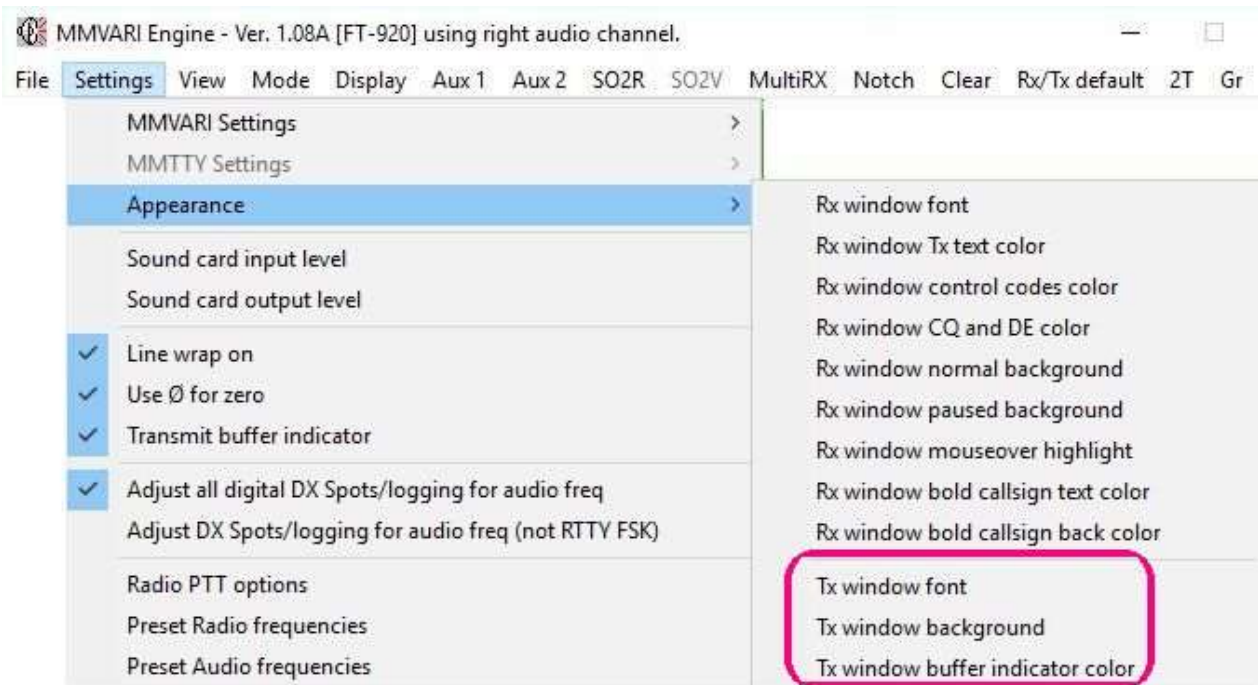 MMVARI Engine - Ver. 1.08A [FT-920] using right audio channel.
File Settings View Mode Display Aux 1 Aux 2 SO2R SO2V MultiRX Notch Clear Rx/Tx default 2T Gr
MMVARI Settings
MMTTY Settings
Appearance
Sound card input level
Sound card output level
Line wrap on
Use Ø for zero
Transmit buffer indicator
Adjust all digital DX Spots/logging for audio freq
Adjust DX Spots/logging for audio freq (not RTTY FSK)
Radio PTT options
Preset Radio frequencies
Preset Audio frequencies
Rx window font
Rx window Tx text color
Rx window control codes color
Rx window CQ and DE color
Rx window normal background
Rx window paused background
Rx window mouseover highlight
Rx window bold callsign text color
Rx window bold callsign back color
Tx window font
Tx window background
Tx window buffer indicator color